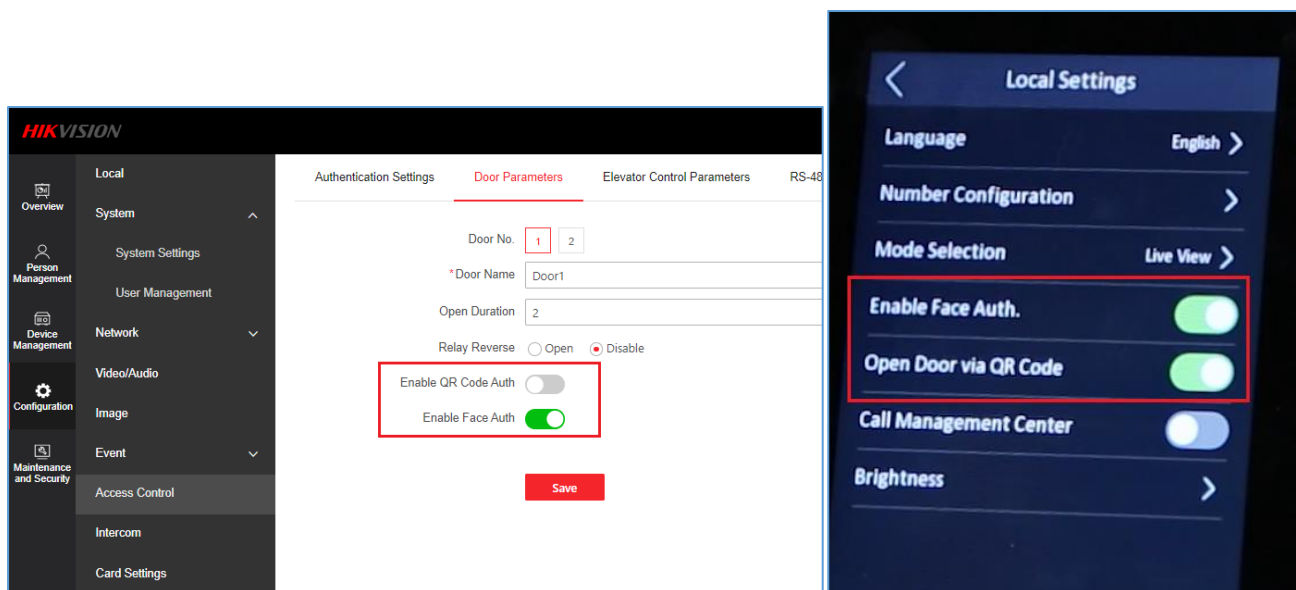 HIKVISION
Overview
Person
Management
Device
Management
Configuration
Maintenance
and Security
Local
System
System Settings
User Management
Network
Video/Audio
Image
Event
Access Control
Intercom
Card Settings
Authentication Settings Door Parameters Elevator Control Parameters RS-48
Door No. 1 2
*Door Name Door1
Open Duration 2
Relay Reverse Open Disable
Enable QR Code Auth
Enable Face Auth
Save
Local Settings
Language English
Number Configuration
Mode Selection Live View
Enable Face Auth.
Open Door via QR Code
Call Management Center
Brightness